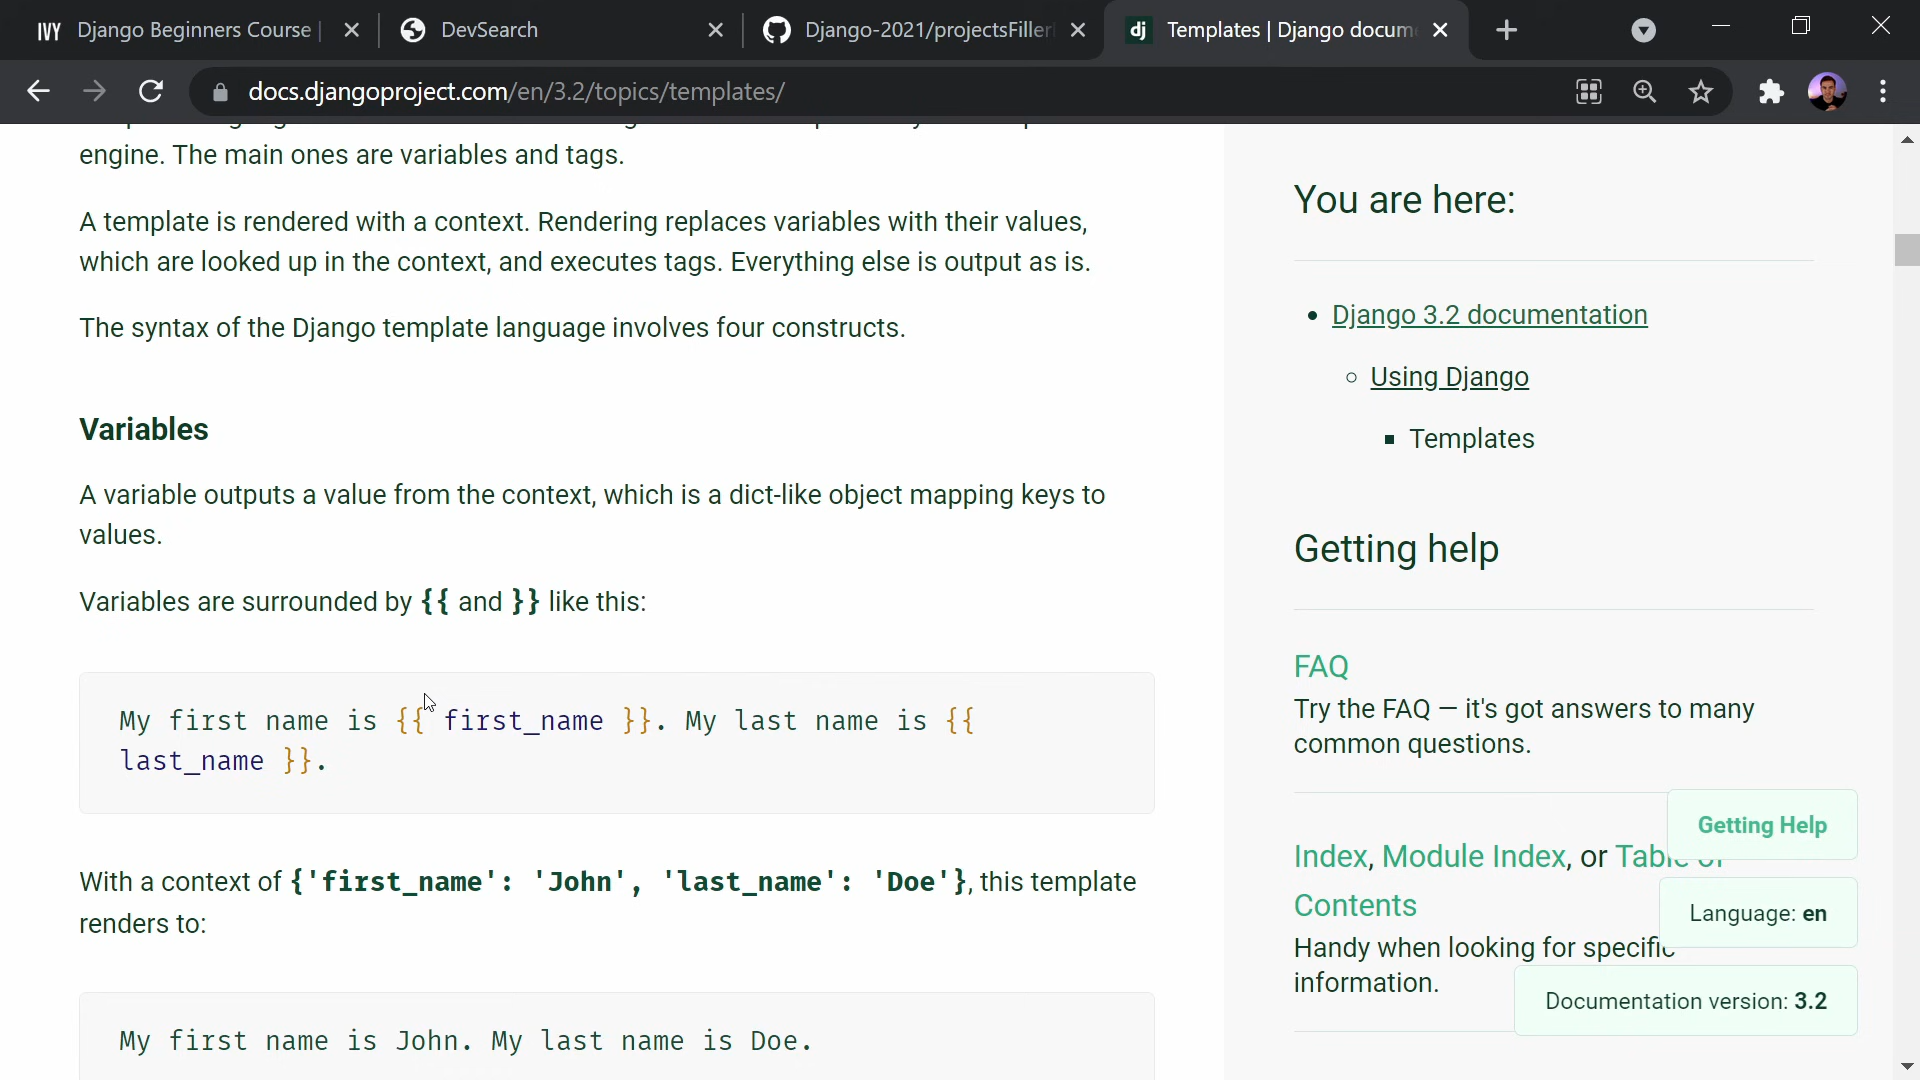 IVY Django Beginners Course |
DevSearch
Django-2021/projectsFiller
dj Templates | Django docum
docs.djangoproject.com/en/3.2/topics/templates/
engine. The main ones are variables and tags.
A template is rendered with a context. Rendering replaces variables with their values,
which are looked up in the context, and executes tags. Everything else is output as is.
The syntax of the Django template language involves four constructs.
Variables
A variable outputs a value from the context, which is a dict-like object mapping keys to
values.
Variables are surrounded by {{ and }} like this:
My first name is {{ first_name }}. My last name is {{
last_name }}.
With a context of {'first_name': 'John', 'last_name': 'Doe'}, this template
renders to:
My first name is John. My last name is Doe.
You are here:
Django 3.2 documentation
Using Django
Templates
Getting help
FAQ
Try the FAQ — it's got answers to many
common questions.
Index, Module Index, or Table of
Contents
Handy when looking for specific
information.
Getting Help
Language: en
Documentation version: 3.2